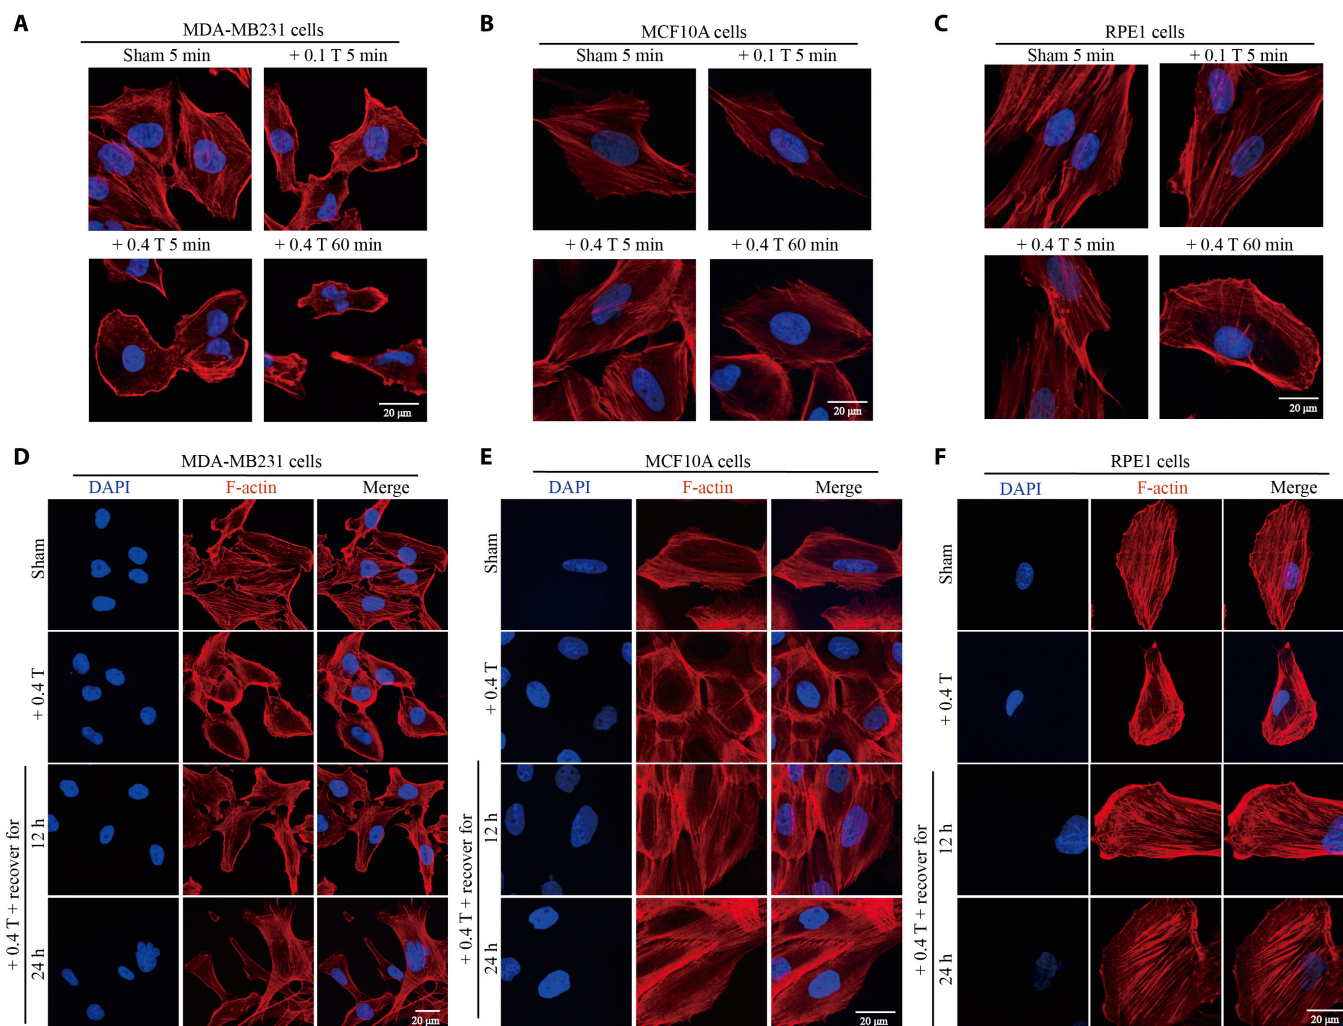 A
MDA-MB231 cells
Sham 5 min
+ 0.1 T 5 min
+ 0.4 T 5 min
+ 0.4 T 60 min
20 µm
B
MCF10A cells
Sham 5 min
+ 0.1 T 5 min
+ 0.4 T 5 min
+ 0.4 T 60 min
20 µm
C
RPE1 cells
Sham 5 min
+ 0.1 T 5 min
+ 0.4 T 5 min
+ 0.4 T 60 min
20 µm
D
MDA-MB231 cells
DAPI
F-actin
Merge
Sham
+ 0.4 T
+ 0.4 T + recover for
12 h
24 h
20 µm
E
MCF10A cells
DAPI
F-actin
Merge
Sham
+ 0.4 T
+ 0.4 T + recover for
12 h
24 h
20 µm
F
RPE1 cells
DAPI
F-actin
Merge
Sham
+ 0.4 T
+ 0.4 T + recover for
12 h
24 h
20 µm